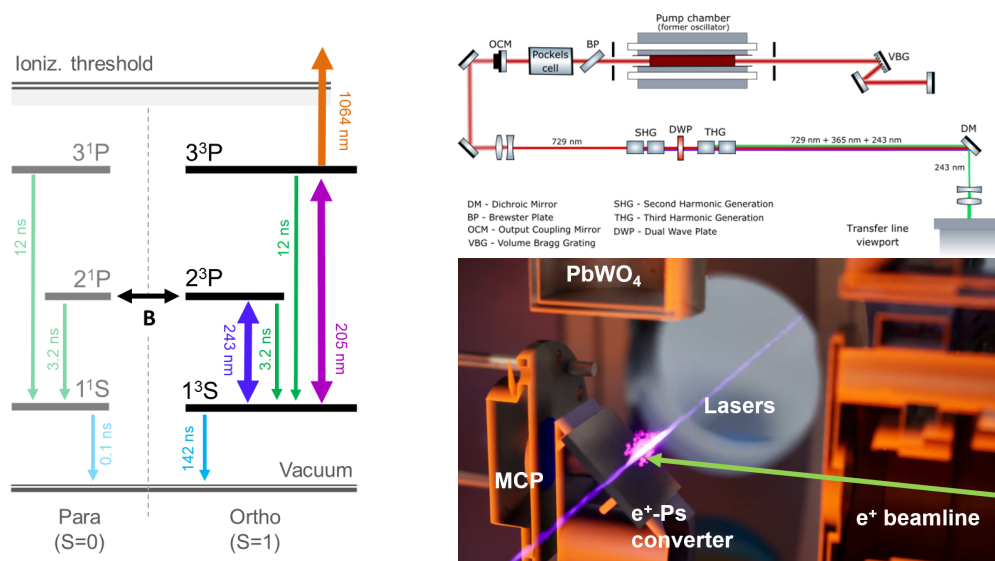 Ioniz. threshold
1064 nm
3¹P
3³P
12 ns
12 ns
2¹P
2³P
B
3.2 ns
243 nm
3.2 ns
205 nm
1¹S
1³S
0.1 ns
142 ns
Vacuum
Para
(S=0)
Ortho
(S=1)
Pump chamber
(former oscillator)
OCM
Pockels
cell
BP
VBG
729 nm
SHG
DWP
THG
729 nm + 365 nm + 243 nm
DM
243 nm
DM - Dichroic Mirror
BP - Brewster Plate
OCM - Output Coupling Mirror
VBG - Volume Bragg Grating
SHG - Second Harmonic Generation
THG - Third Harmonic Generation
DWP - Dual Wave Plate
Transfer line
viewport
PbWO₄
Lasers
MCP
e⁺-Ps
converter
e⁺ beamline